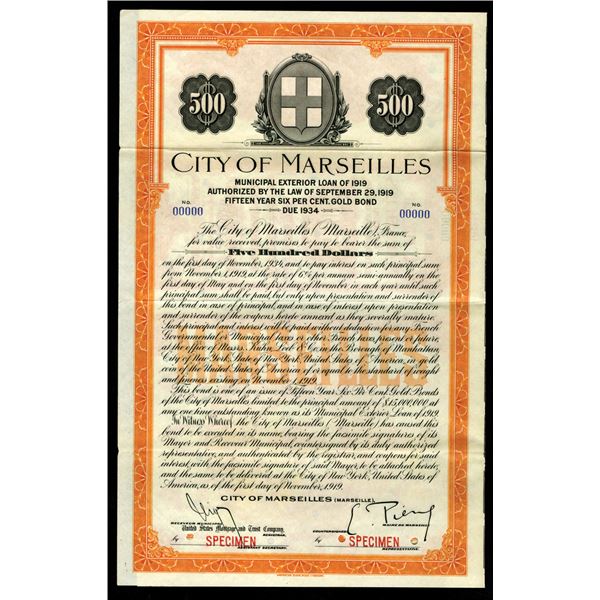 500 500
CITY OF MARSEILLES
MUNICIPAL EXTERIOR LOAN OF 1919
AUTHORIZED BY THE LAW OF SEPTEMBER 29, 1919
FIFTEEN YEAR SIX PER CENT. GOLD BOND
DUE 1934
NO. NO.
00000 00000
The City of Marseilles (Marseille), France,
for value received, promises to pay to bearer the sum of
Five Hundred Dollars
on the first day of November, 1934, and to pay interest on such principal sum
from November 1, 1919, at the rate of 6% per annum semi-annually on the
first day of May and on the first day of November in each year until such
principal sum shall be paid, but only upon presentation and surrender of
this bond in case of principal, and in case of interest upon presentation
and surrender of the coupons hereto annexed as they severally mature.
Such principal and interest will be paid without deduction for any French
Governmental Municipal or other French taxes present or future,
at the office of Messrs. Kuhn, Loeb & Co. in the Borough of Manhattan
City of New York, State of New York, United States of America, in gold
coin of the United States of America of equal to the standard of weight
and fineness existing on November 1, 1919.
This bond is one of an issue of Fifteen Year Six Per Cent. Gold Bonds
of the City of Marseilles limited to the principal amount of $15,000,000 at
any one time outstanding known as its Municipal Exterior Loan of 1919.
In Witness Whereof the City of Marseilles (Marseille) has caused this
bond to be executed in its name, bearing the facsimile signature of its
Mayor and Receveur Municipal, countersigned by its duly authorized
representative, and authenticated by the registrar, and coupons for said
interest, with the facsimile signature of said Mayor, to be attached hereto,
and the same to be delivered at the City of New York, United States of
America, as of the first day of November, 1919.
CITY OF MARSEILLES (MARSEILLE),
RECEVEUR MUNICIPAL COUNTERSIGNED MAIRE DE MARSEILLE
United States Mortgage and Trust Company, REGISTRAR.
by SPECIMEN by SPECIMEN
ASSISTANT SECRETARY. REPRESENTATIVE.